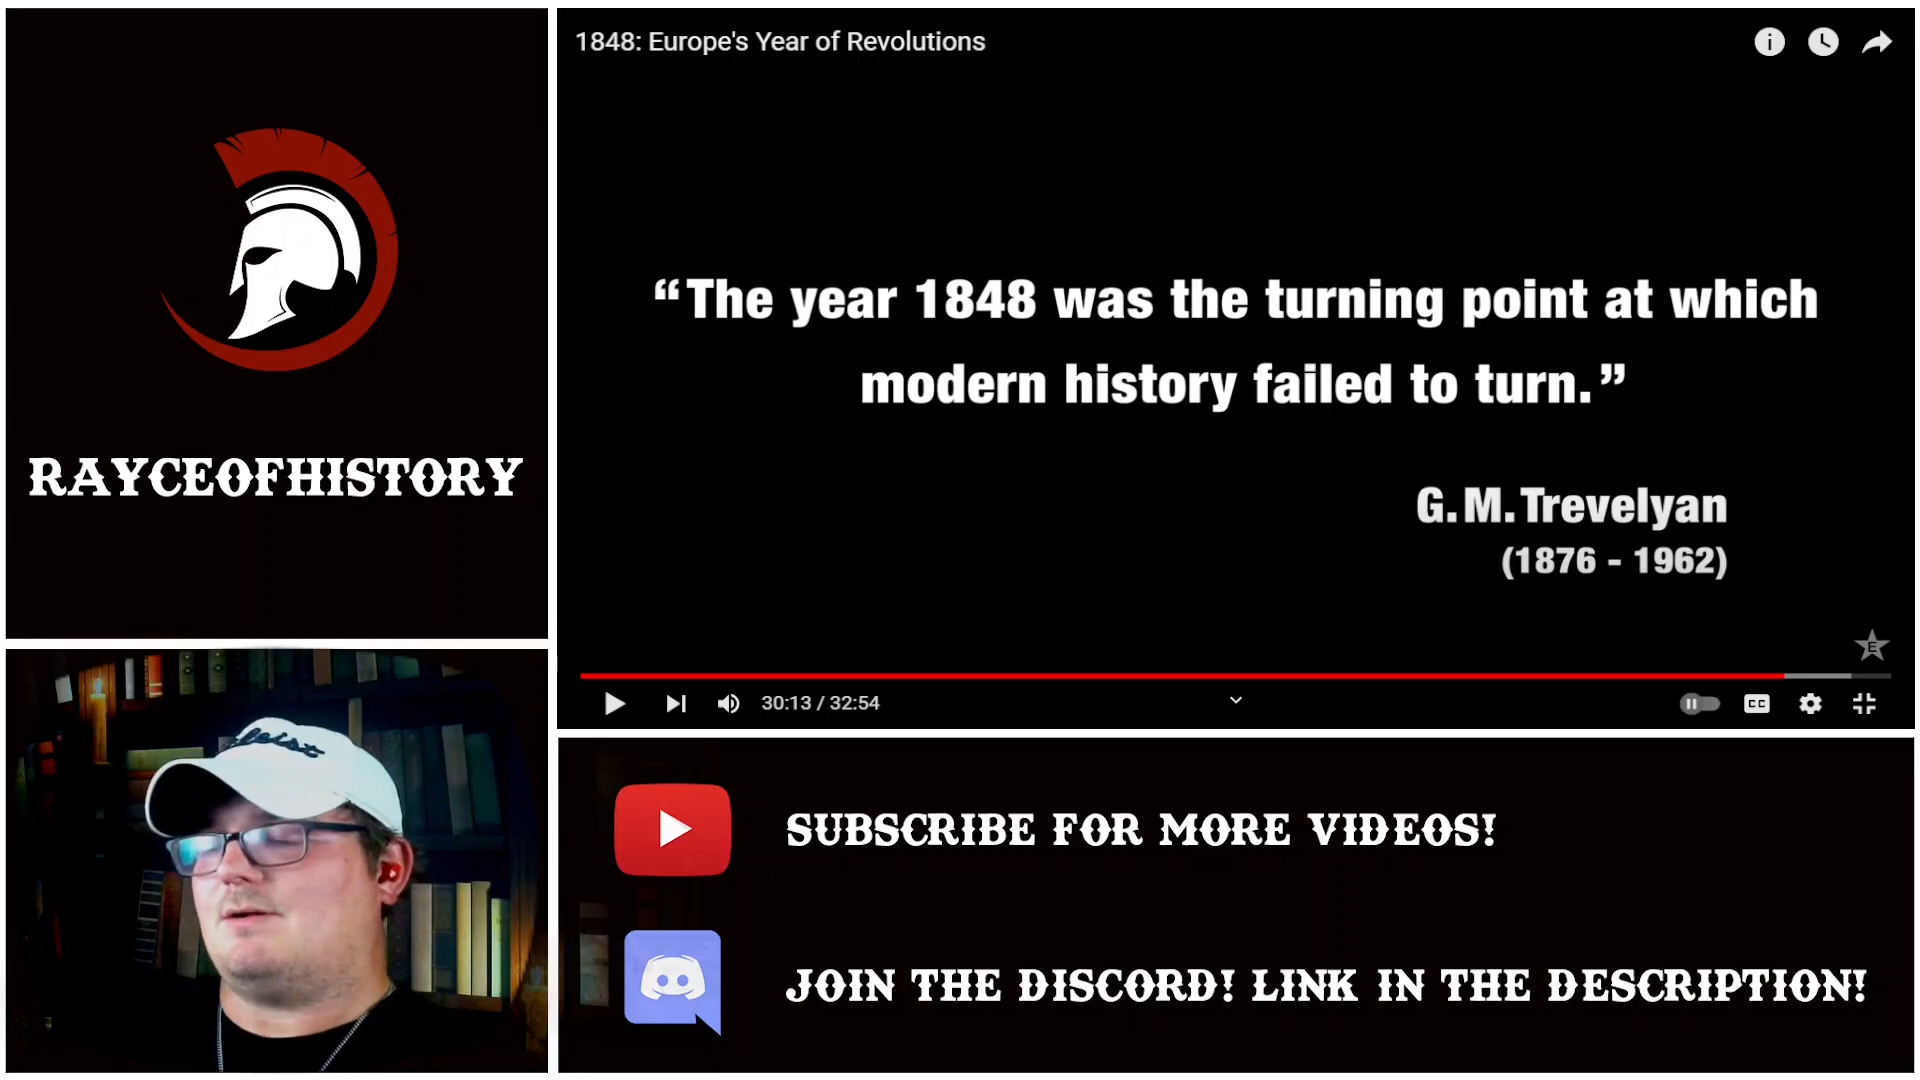 1848: Europe's Year of Revolutions
“The year 1848 was the turning point at which
modern history failed to turn.”
G.M.Trevelyan
(1876 - 1962)
E
30:13 / 32:54
CC
RAYCEOFHISTORY
SUBSCRIBE FOR MORE VIDEOS!
JOIN THE DISCORD! LINK IN THE DESCRIPTION!